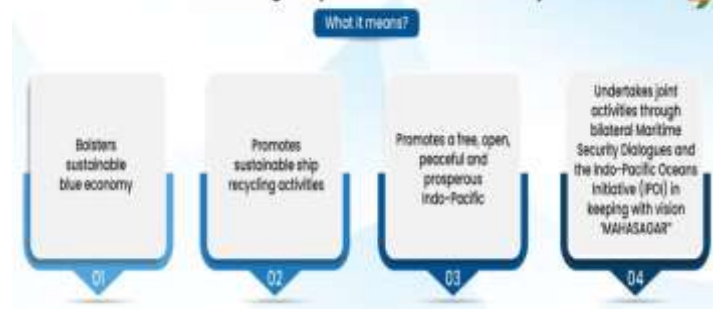 What it means?
Bolsters
sustainable
blue economy
01
Promotes
sustainable ship
recycling activities
02
Promotes a free, open,
peaceful and
prosperous
Indo-Pacific
03
Undertakes joint
activities through
bilateral Maritime
Security Dialogues and
the Indo-Pacific Oceans
Initiative (IPOI) in
keeping with vision
"MAHASAGAR"
04